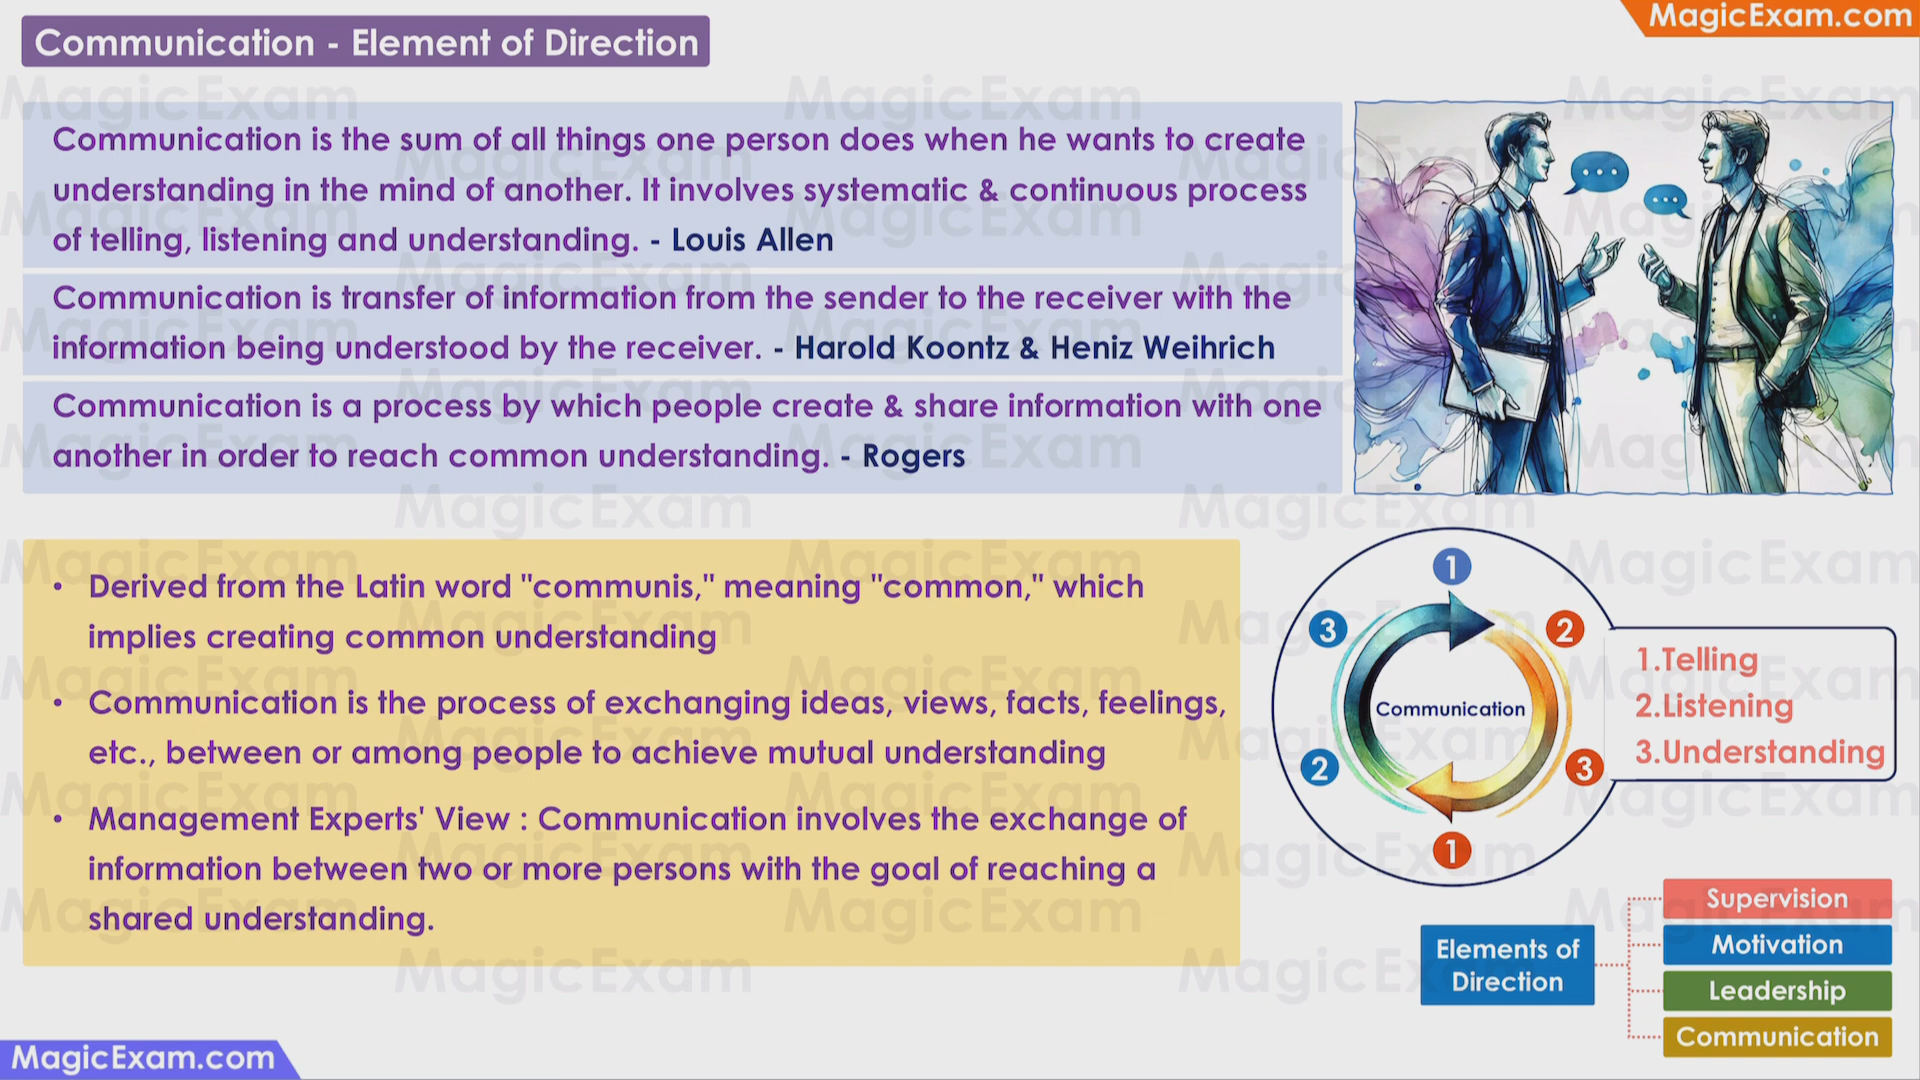 Communication - Element of Direction
MagicExam.com
Communication is the sum of all things one person does when he wants to create
understanding in the mind of another. It involves systematic & continuous process
of telling, listening and understanding. - Louis Allen
Communication is transfer of information from the sender to the receiver with the
information being understood by the receiver. - Harold Koontz & Heniz Weihrich
Communication is a process by which people create & share information with one
another in order to reach common understanding. - Rogers
• Derived from the Latin word "communis," meaning "common," which
implies creating common understanding
• Communication is the process of exchanging ideas, views, facts, feelings,
etc., between or among people to achieve mutual understanding
• Management Experts' View : Communication involves the exchange of
information between two or more persons with the goal of reaching a
shared understanding.
1
3
2
Communication
2
3
1
1.Telling
2.Listening
3.Understanding
Elements of
Direction
Supervision
Motivation
Leadership
Communication
MagicExam.com
MagicExam